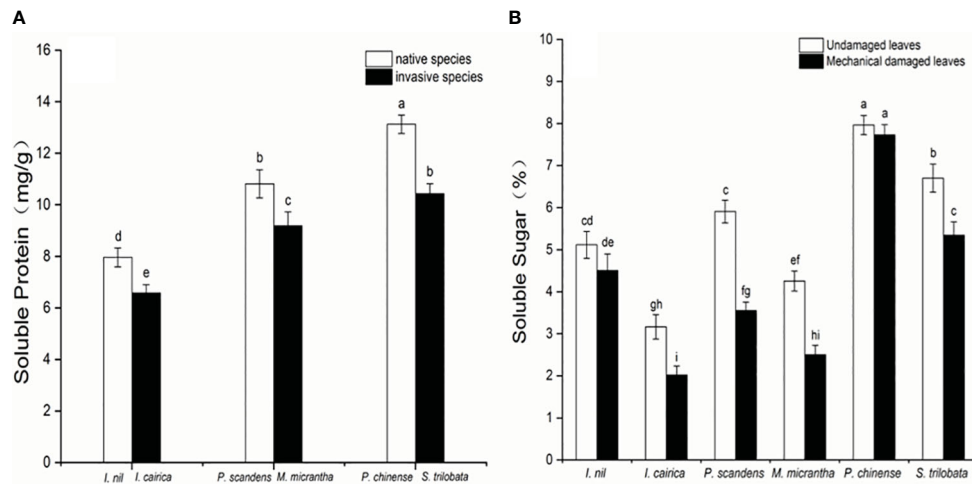 A
Soluble Protein（mg/g）
16
14
12
10
8
6
4
2
0
native species
invasive species
d
e
b
c
a
b
I. nil
I. cairica
P. scandens
M. micrantha
P. chinense
S. trilobata
B
Soluble Sugar（%）
10
9
8
7
6
5
4
3
2
1
0
Undamaged leaves
Mechanical damaged leaves
cd
de
gh
i
c
fg
ef
hi
a
a
b
c
I. nil
I. cairica
P. scandens
M. micrantha
P. chinense
S. trilobata